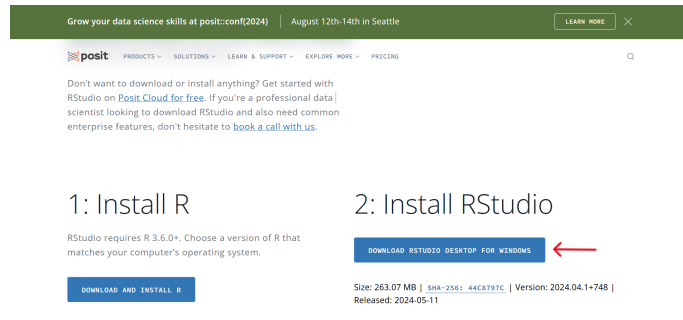 Grow your data science skills at posit::conf(2024) August 12th-14th in Seattle LEARN MORE
posit PRODUCTS SOLUTIONS LEARN & SUPPORT EXPLORE MORE PRICING
Don't want to download or install anything? Get started with
RStudio on Posit Cloud for free. If you're a professional data
scientist looking to download RStudio and also need common
enterprise features, don't hesitate to book a call with us.
1: Install R
RStudio requires R 3.6.0+. Choose a version of R that
matches your computer's operating system.
DOWNLOAD AND INSTALL R
2: Install RStudio
DOWNLOAD RSTUDIO DESKTOP FOR WINDOWS
Size: 263.07 MB | SHA-256: 44C8797C | Version: 2024.04.1+748 |
Released: 2024-05-11